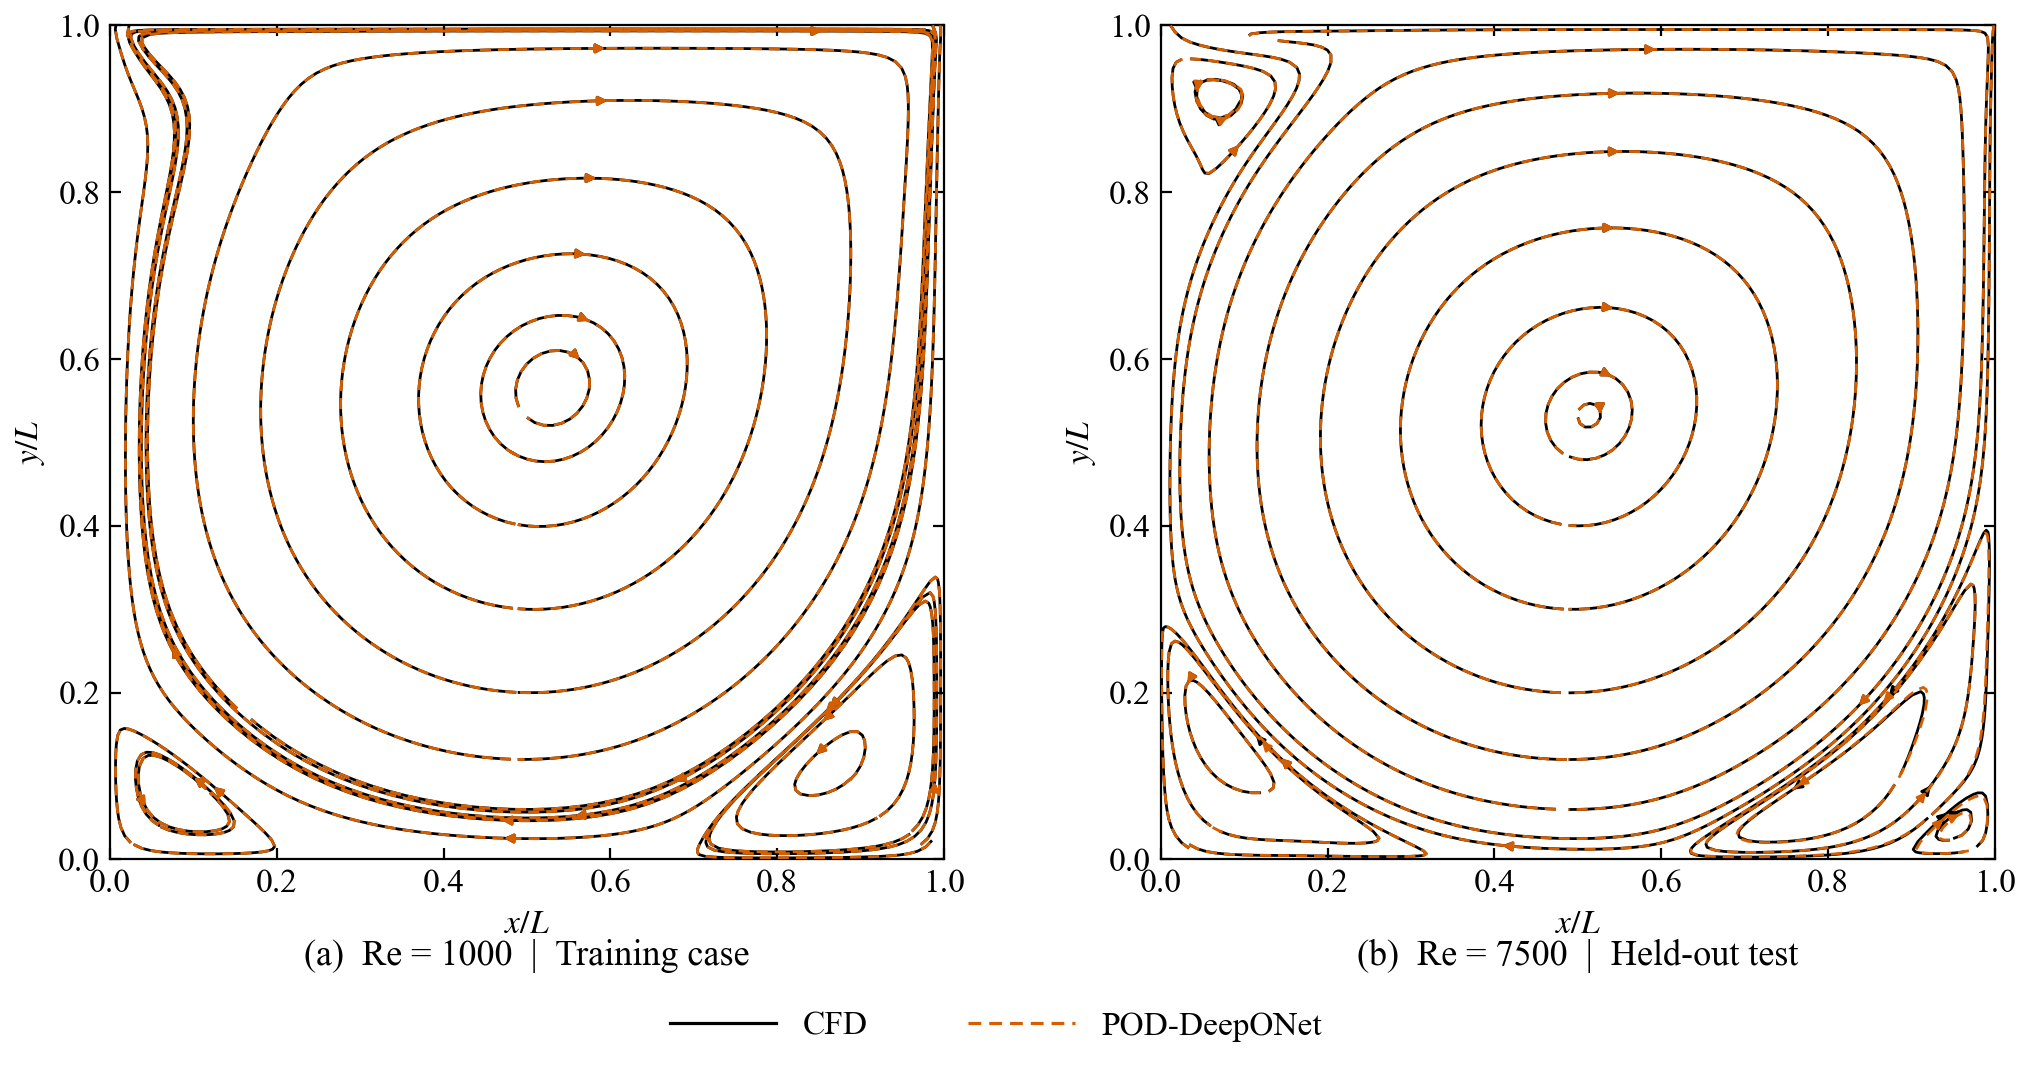 1.0
0.8
0.6
0.4
0.2
0.0
y/L
0.0 0.2 0.4 0.6 0.8 1.0
x/L
(a) Re = 1000 | Training case
1.0
0.8
0.6
0.4
0.2
0.0
y/L
0.0 0.2 0.4 0.6 0.8 1.0
x/L
(b) Re = 7500 | Held-out test
CFD POD-DeepONet